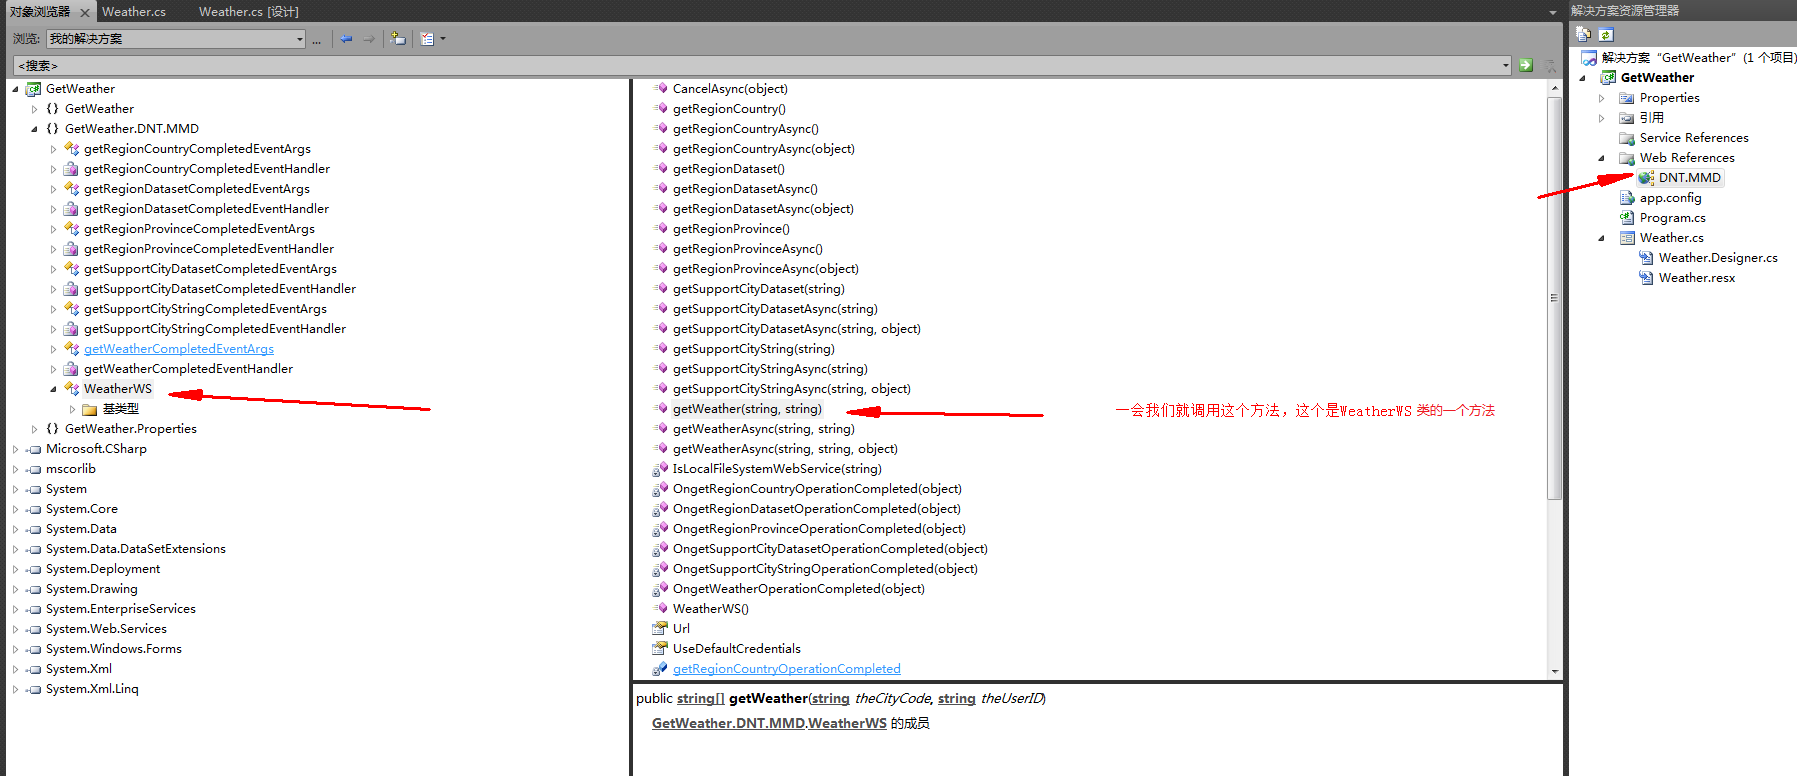 对象浏览器
Weather.cs
Weather.cs [设计]
浏览:
我的解决方案
...
<搜索>
GetWeather
{} GetWeather
{} GetWeather.DNT.MMD
getRegionCountryCompletedEventArgs
getRegionCountryCompletedEventHandler
getRegionDatasetCompletedEventArgs
getRegionDatasetCompletedEventHandler
getRegionProvinceCompletedEventArgs
getRegionProvinceCompletedEventHandler
getSupportCityDatasetCompletedEventArgs
getSupportCityDatasetCompletedEventHandler
getSupportCityStringCompletedEventArgs
getSupportCityStringCompletedEventHandler
getWeatherCompletedEventArgs
getWeatherCompletedEventHandler
WeatherWS
基类型
{} GetWeather.Properties
Microsoft.CSharp
mscorlib
System
System.Core
System.Data
System.Data.DataSetExtensions
System.Deployment
System.Drawing
System.EnterpriseServices
System.Web.Services
System.Windows.Forms
System.Xml
System.Xml.Linq
CancelAsync(object)
getRegionCountry()
getRegionCountryAsync()
getRegionCountryAsync(object)
getRegionDataset()
getRegionDatasetAsync()
getRegionDatasetAsync(object)
getRegionProvince()
getRegionProvinceAsync()
getRegionProvinceAsync(object)
getSupportCityDataset(string)
getSupportCityDatasetAsync(string)
getSupportCityDatasetAsync(string, object)
getSupportCityString(string)
getSupportCityStringAsync(string)
getSupportCityStringAsync(string, object)
getWeather(string, string)
一会我们就调用这个方法，这个是WeatherWS 类的一个方法
getWeatherAsync(string, string)
getWeatherAsync(string, string, object)
IsLocalFileSystemWebService(string)
OngetRegionCountryOperationCompleted(object)
OngetRegionDatasetOperationCompleted(object)
OngetRegionProvinceOperationCompleted(object)
OngetSupportCityDatasetOperationCompleted(object)
OngetSupportCityStringOperationCompleted(object)
OngetWeatherOperationCompleted(object)
WeatherWS()
Url
UseDefaultCredentials
getRegionCountryOperationCompleted
public string[] getWeather(string theCityCode, string theUserID)
GetWeather.DNT.MMD.WeatherWS 的成员
解决方案资源管理器
解决方案“GetWeather”(1 个项目)
GetWeather
Properties
引用
Service References
Web References
DNT.MMD
app.config
Program.cs
Weather.cs
Weather.Designer.cs
Weather.resx